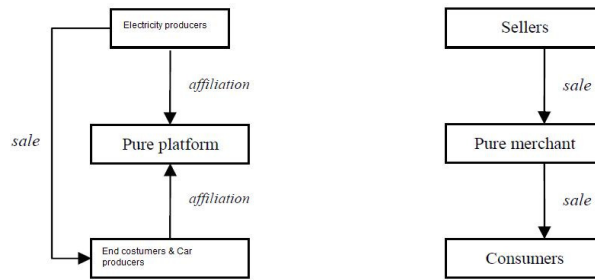 Electricity producers
affiliation
sale
Pure platform
affiliation
End costumers & Car
producers
Sellers
sale
Pure merchant
sale
Consumers